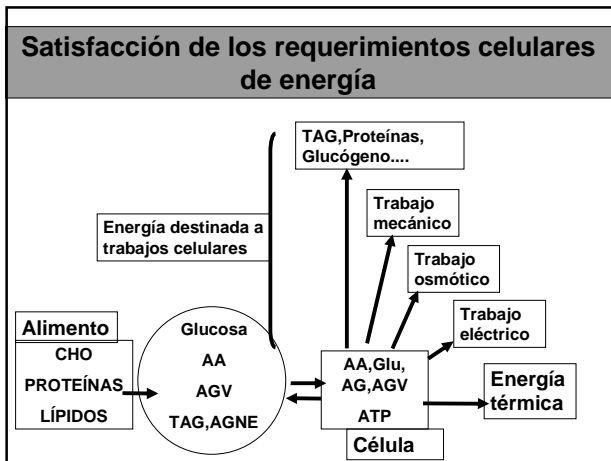 Satisfacción de los requerimientos celulares
de energía
TAG,Proteínas,
Glucógeno....
Trabajo
mecánico
Energía destinada a
trabajos celulares
Trabajo
osmótico
Trabajo
eléctrico
Alimento
CHO
PROTEÍNAS
LÍPIDOS
Glucosa
AA
AGV
TAG,AGNE
AA,Glu,
AG,AGV
ATP
Célula
Energía
térmica